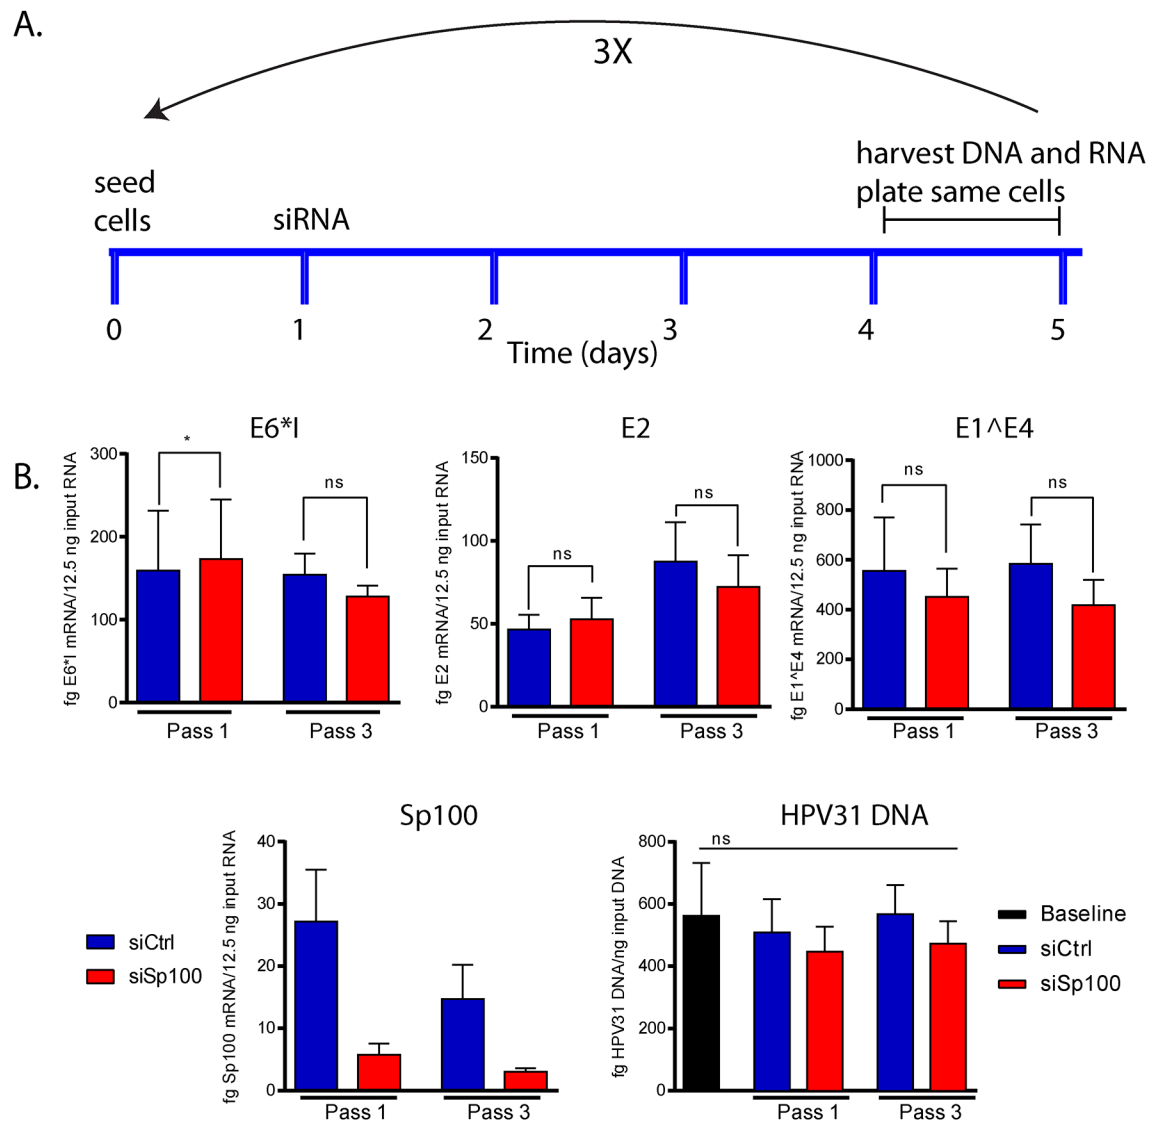 A.
3X
harvest DNA and RNA
plate same cells
seed
cells
siRNA
0 1 2 3 4 5
Time (days)
B.
E6*I
fg E6*I mRNA/12.5 ng input RNA
300
200
100
0
*
ns
Pass 1 Pass 3
E2
fg E2 mRNA/12.5 ng input RNA
150
100
50
0
ns
ns
Pass 1 Pass 3
E1^E4
fg E1^E4 mRNA/12.5 ng input RNA
1000
800
600
400
200
0
ns
ns
Pass 1 Pass 3
siCtrl
siSp100
Sp100
fg Sp100 mRNA/12.5 ng input RNA
40
30
20
10
0
Pass 1 Pass 3
HPV31 DNA
fg HPV31 DNA/ng input DNA
800
600
400
200
0
ns
Pass 1 Pass 3
Baseline
siCtrl
siSp100